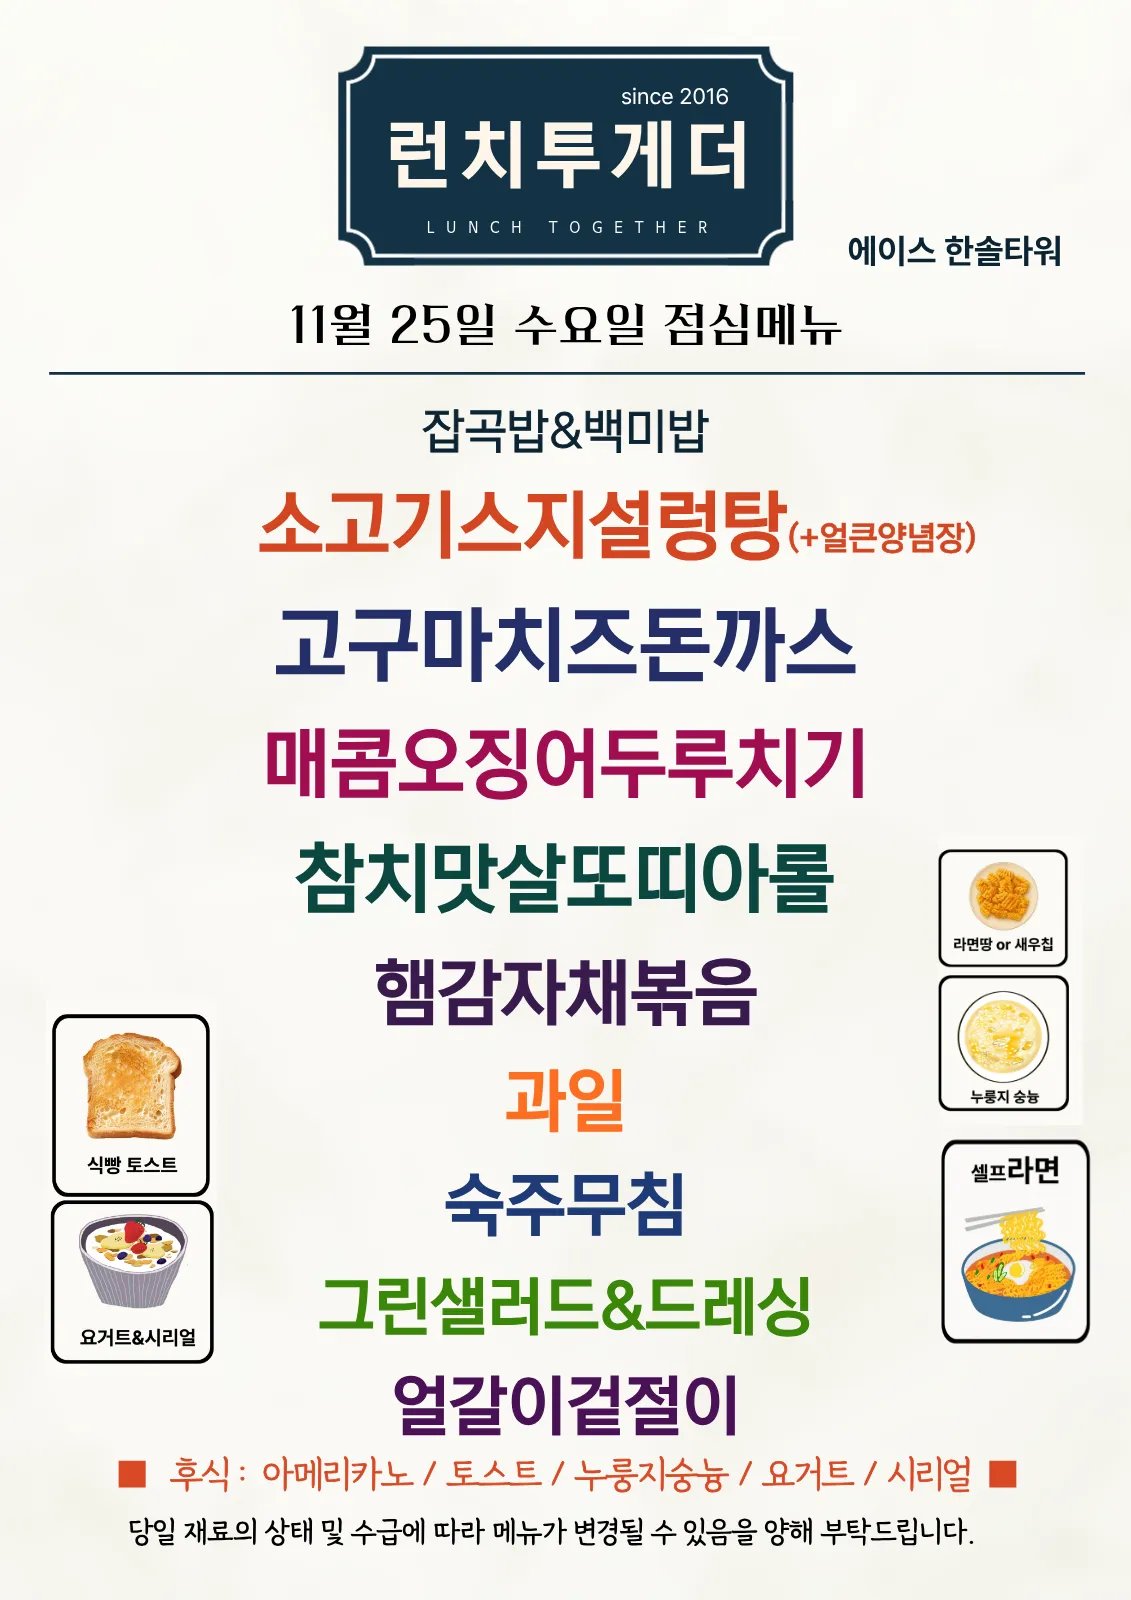 since 2016
런치투게더
LUNCH TOGETHER
에이스 한솔타워
11월 25일 수요일 점심메뉴
잡곡밥&백미밥
소고기스지설렁탕(+얼큰양념장)
고구마치즈돈까스
매콤오징어두루치기
참치맛살또띠아롤
햄감자채볶음
과일
숙주무침
그린샐러드&드레싱
얼갈이겉절이
라면땅 or 새우칩
누룽지 숭늉
셀프라면
식빵 토스트
요거트&시리얼
■ 후식 : 아메리카노 / 토스트 / 누룽지숭늉 / 요거트 / 시리얼 ■
당일 재료의 상태 및 수급에 따라 메뉴가 변경될 수 있음을 양해 부탁드립니다.